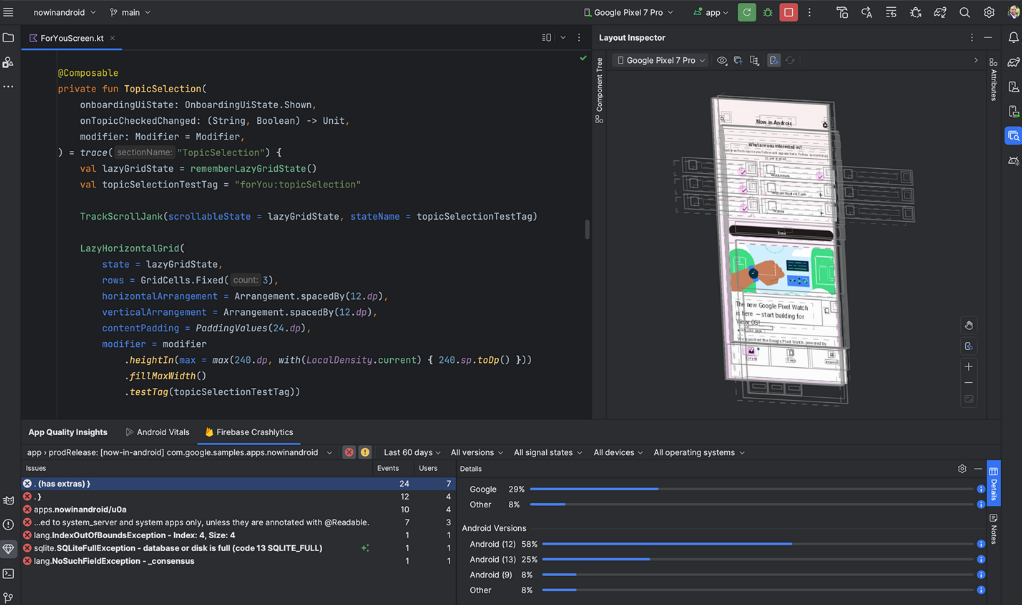 nowinandroid
main
Google Pixel 7 Pro
app
ForYouScreen.kt
@Composable
private fun TopicSelection(
onboardingUiState: OnboardingUiState.Shown,
onTopicCheckedChanged: (String, Boolean) -> Unit,
modifier: Modifier = Modifier,
) = trace( sectionName: "TopicSelection") {
val lazyGridState = rememberLazyGridState()
val topicSelectionTestTag = "forYou:topicSelection"
TrackScrollJank(scrollableState = lazyGridState, stateName = topicSelectionTestTag)
LazyHorizontalGrid(
state = lazyGridState,
rows = GridCells.Fixed( count: 3),
horizontalArrangement = Arrangement.spacedBy(12.dp),
verticalArrangement = Arrangement.spacedBy(12.dp),
contentPadding = PaddingValues(24.dp),
modifier = modifier
.heightIn(max = max(240.dp, with(LocalDensity.current) { 240.sp.toDp() }))
.fillMaxWidth()
.testTag(topicSelectionTestTag))
Layout Inspector
Google Pixel 7 Pro
Component Tree
Attributes
Now in Android
What are you interested in?
Done
The new Google Pixel Watch
is here — start building for
Wear OS!
App Quality Insights
Android Vitals
Firebase Crashlytics
app › prodRelease: [now-in-android] com.google.samples.apps.nowinandroid
Last 60 days
All versions
All signal states
All devices
All operating systems
Issues Events Users
. {has extras} } 24 7
. } 12 4
apps.nowinandroid/u0a 10 4
...ed to system_server and system apps only, unless they are annotated with @Readable. 7 3
lang.IndexOutOfBoundsException - Index: 4, Size: 4 1 1
sqlite.SQLiteFullException - database or disk is full (code 13 SQLITE_FULL) 1 1
lang.NoSuchFieldException - _consensus 1 1
Details
Google 29%
Other 8%
Android Versions
Android (12) 58%
Android (13) 25%
Android (9) 8%
Other 8%
Details
Notes